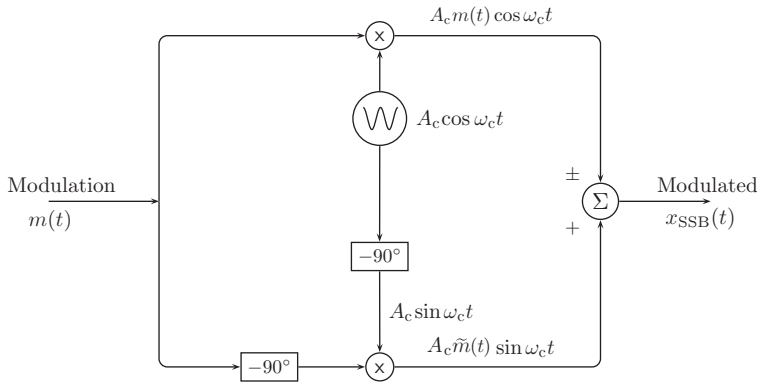 A_c m(t) cos ω_c t
x
A_c cos ω_c t
±
Modulation
m(t)
Σ
Modulated
x_SSB(t)
+
−90°
A_c sin ω_c t
A_c m̃(t) sin ω_c t
−90°
x